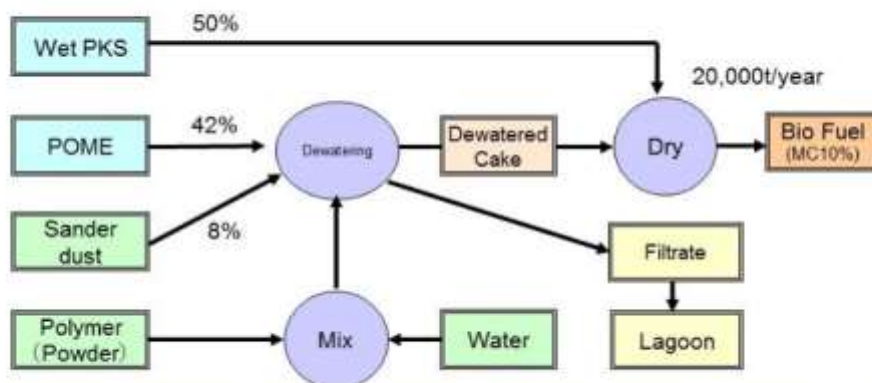 50%
Wet PKS
20,000t/year
42%
POME
Dewatering
Dewatered
Cake
Dry
Bio Fuel
(MC10%)
Sander
dust
8%
Filtrate
Polymer
(Powder)
Mix
Water
Lagoon